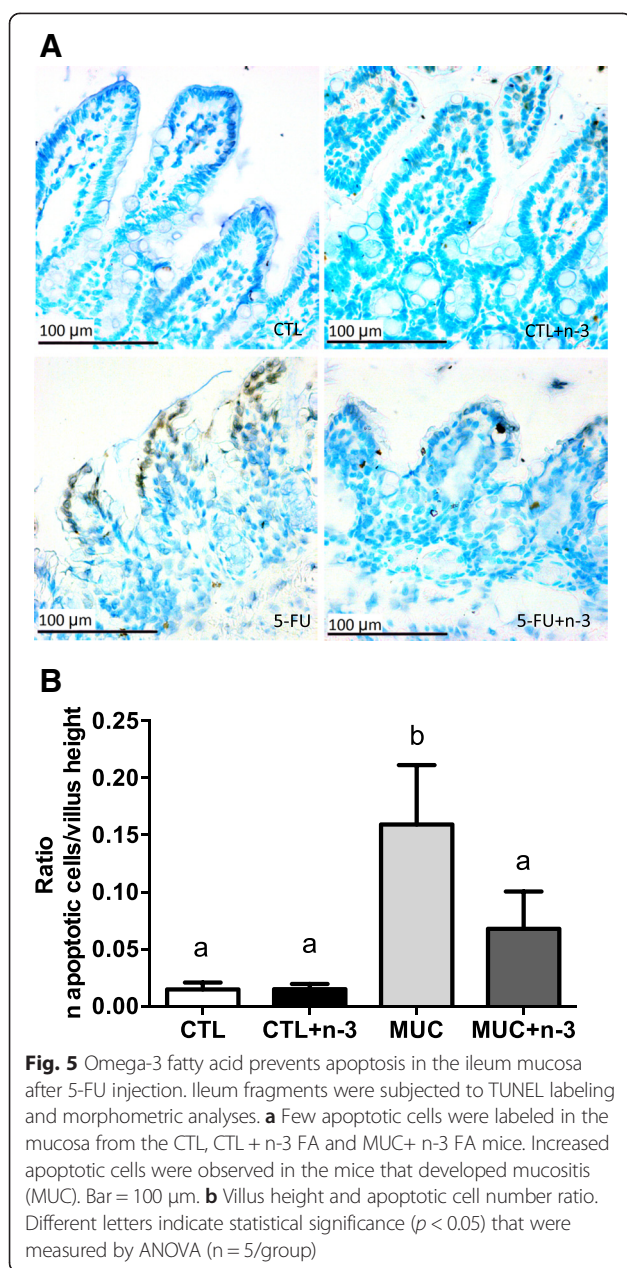 A
100 µm
CTL
100 µm
CTL+n-3
100 µm
5-FU
100 µm
5-FU+n-3
B
Ratio
n apoptotic cells/villus height
0.25
0.20
0.15
0.10
0.05
0.00
a
a
b
a
CTL
CTL+n-3
MUC
MUC+n-3
Fig. 5 Omega-3 fatty acid prevents apoptosis in the ileum mucosa
after 5-FU injection. Ileum fragments were subjected to TUNEL labeling
and morphometric analyses. a Few apoptotic cells were labeled in the
mucosa from the CTL, CTL + n-3 FA and MUC+ n-3 FA mice. Increased
apoptotic cells were observed in the mice that developed mucositis
(MUC). Bar = 100 µm. b Villus height and apoptotic cell number ratio.
Different letters indicate statistical significance (p < 0.05) that were
measured by ANOVA (n = 5/group)